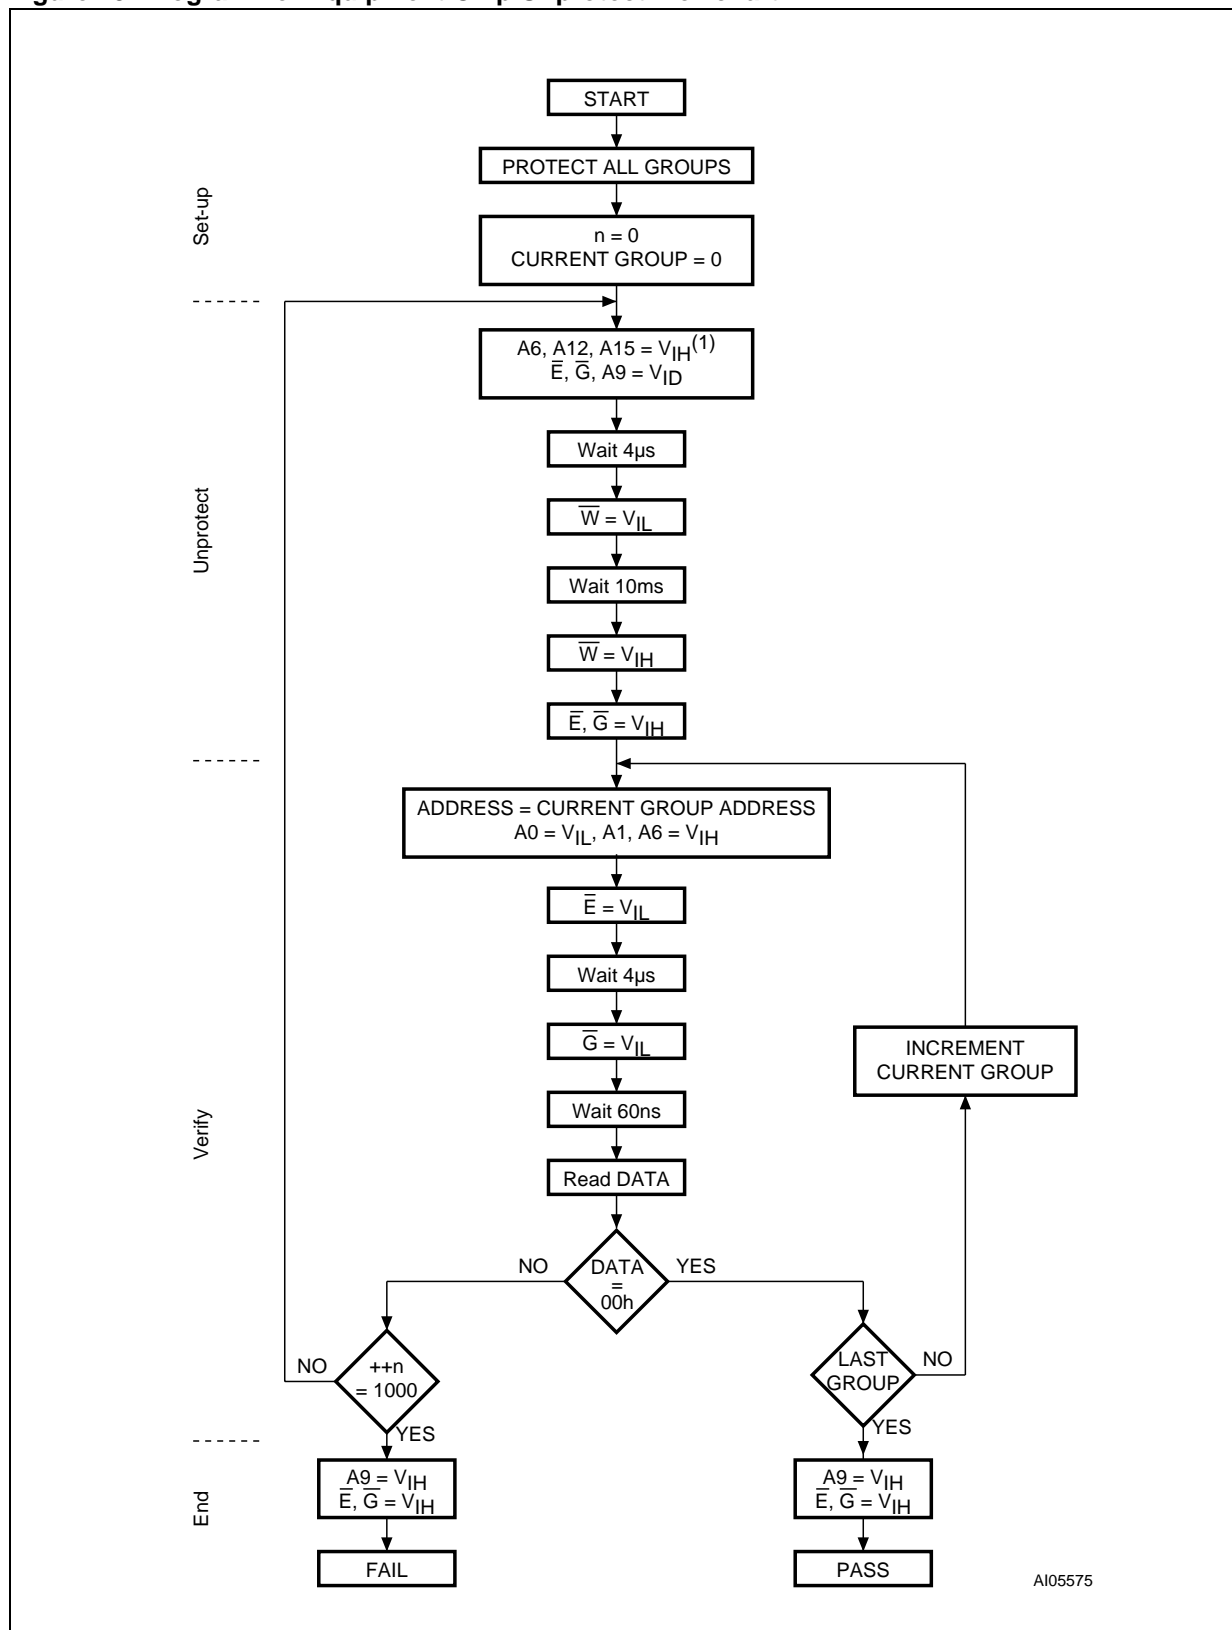 START
PROTECT ALL GROUPS
Set-up
n = 0
CURRENT GROUP = 0
A6, A12, A15 = VIH(1)
E̅, G̅, A9 = VID
Wait 4µs
W̅ = VIL
Unprotect
Wait 10ms
W̅ = VIH
E̅, G̅ = VIH
ADDRESS = CURRENT GROUP ADDRESS
A0 = VIL, A1, A6 = VIH
E̅ = VIL
Wait 4µs
G̅ = VIL
INCREMENT
CURRENT GROUP
Wait 60ns
Verify
Read DATA
NO
DATA
=
00h
YES
NO
++n
= 1000
LAST
GROUP
NO
YES
YES
End
A9 = VIH
E̅, G̅ = VIH
A9 = VIH
E̅, G̅ = VIH
FAIL
PASS
AI05575